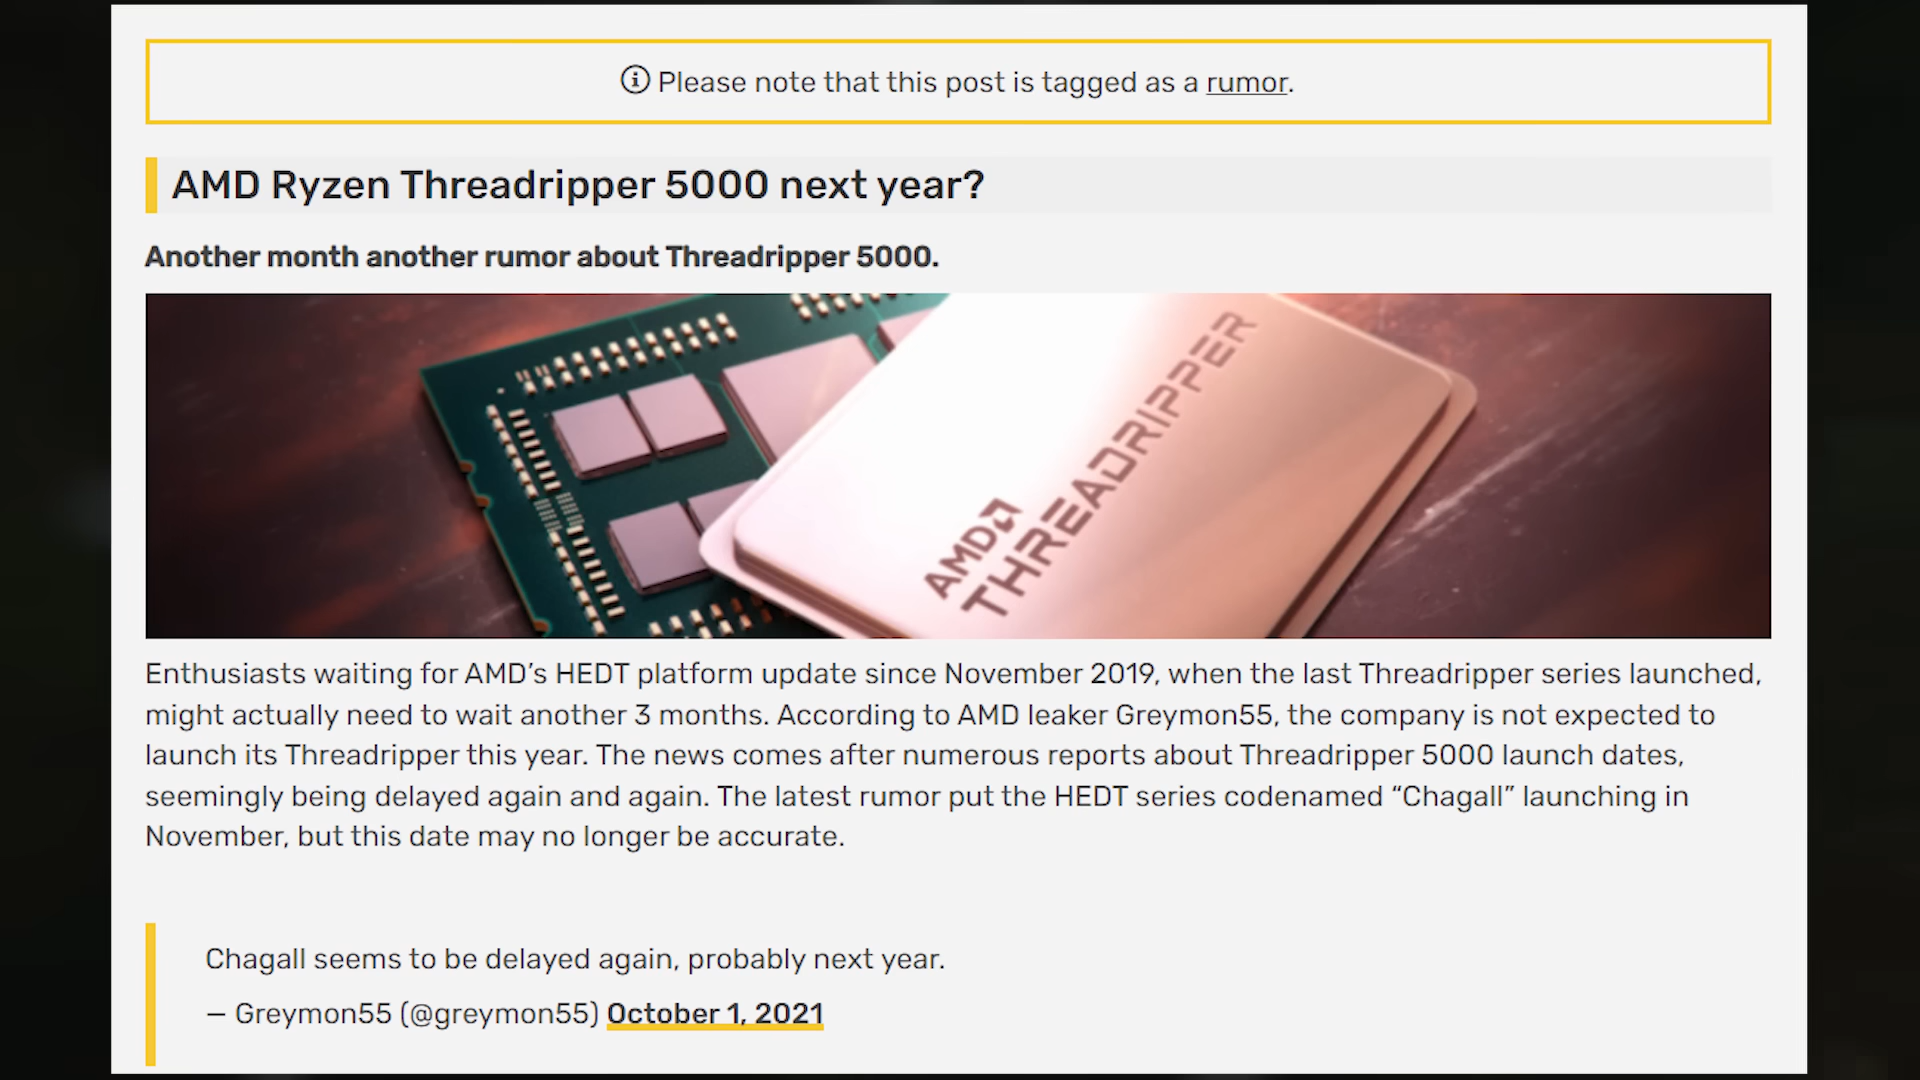 Please note that this post is tagged as a rumor.
AMD Ryzen Threadripper 5000 next year?
Another month another rumor about Threadripper 5000.
AMD
THREADRIPPER
Enthusiasts waiting for AMD’s HEDT platform update since November 2019, when the last Threadripper series launched,
might actually need to wait another 3 months. According to AMD leaker Greymon55, the company is not expected to
launch its Threadripper this year. The news comes after numerous reports about Threadripper 5000 launch dates,
seemingly being delayed again and again. The latest rumor put the HEDT series codenamed “Chagall” launching in
November, but this date may no longer be accurate.
Chagall seems to be delayed again, probably next year.
— Greymon55 (@greymon55) October 1, 2021